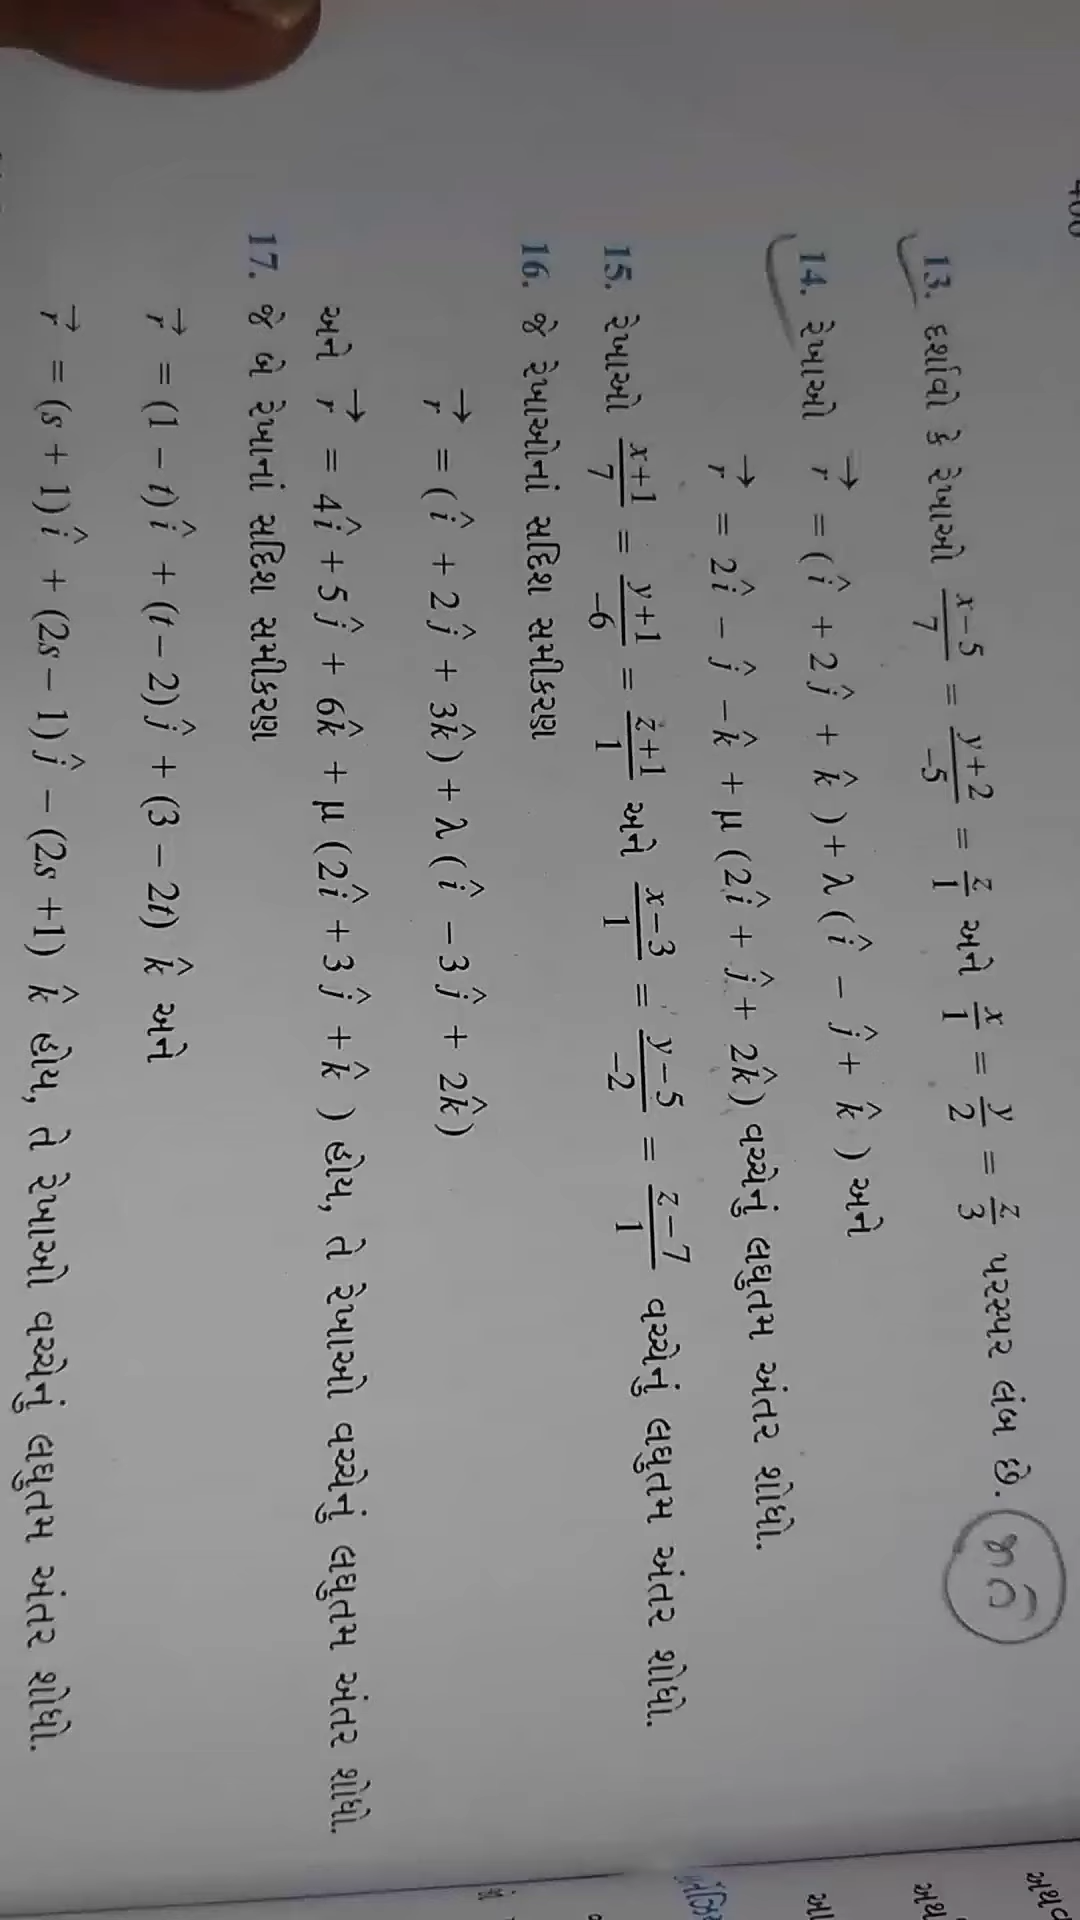 13. દર્શાવો કે રેખાઓ (x–5)/7 = (y+2)/–5 = z/1 અને x/1 = y/2 = z/3 પરસ્પર લંબ છે.
14. રેખાઓ r⃗ = (î + 2ĵ + k̂) + λ(î – ĵ + k̂) અને
r⃗ = 2î – ĵ – k̂ + μ(2î + ĵ + 2k̂) વચ્ચેનું લઘુતમ અંતર શોધો.
15. રેખાઓ (x+1)/7 = (y+1)/–6 = (z+1)/1 અને (x–3)/1 = (y–5)/–2 = (z–7)/1 વચ્ચેનું લઘુતમ અંતર શોધો.
16. જે રેખાઓનાં સદિશ સમીકરણ
r⃗ = (î + 2ĵ + 3k̂) + λ(î – 3ĵ + 2k̂)
અને r⃗ = 4î + 5ĵ + 6k̂ + μ(2î + 3ĵ + k̂) હોય, તે રેખાઓ વચ્ચેનું લઘુતમ અંતર શોધો.
17. જે બે રેખાનાં સદિશ સમીકરણ
r⃗ = (1 – t)î + (t – 2)ĵ + (3 – 2t)k̂ અને
r⃗ = (s + 1)î + (2s – 1)ĵ – (2s + 1)k̂ હોય, તે રેખાઓ વચ્ચેનું લઘુતમ અંતર શોધો.